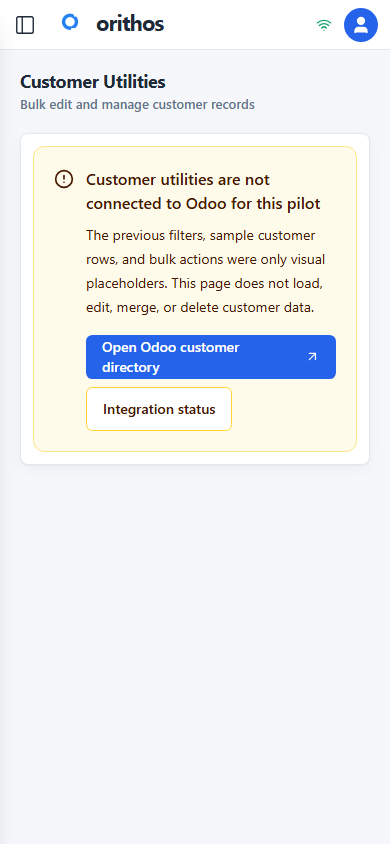 orithos
Customer Utilities
Bulk edit and manage customer records
Customer utilities are not
connected to Odoo for this pilot
The previous filters, sample customer
rows, and bulk actions were only visual
placeholders. This page does not load,
edit, merge, or delete customer data.
Open Odoo customer
directory
Integration status